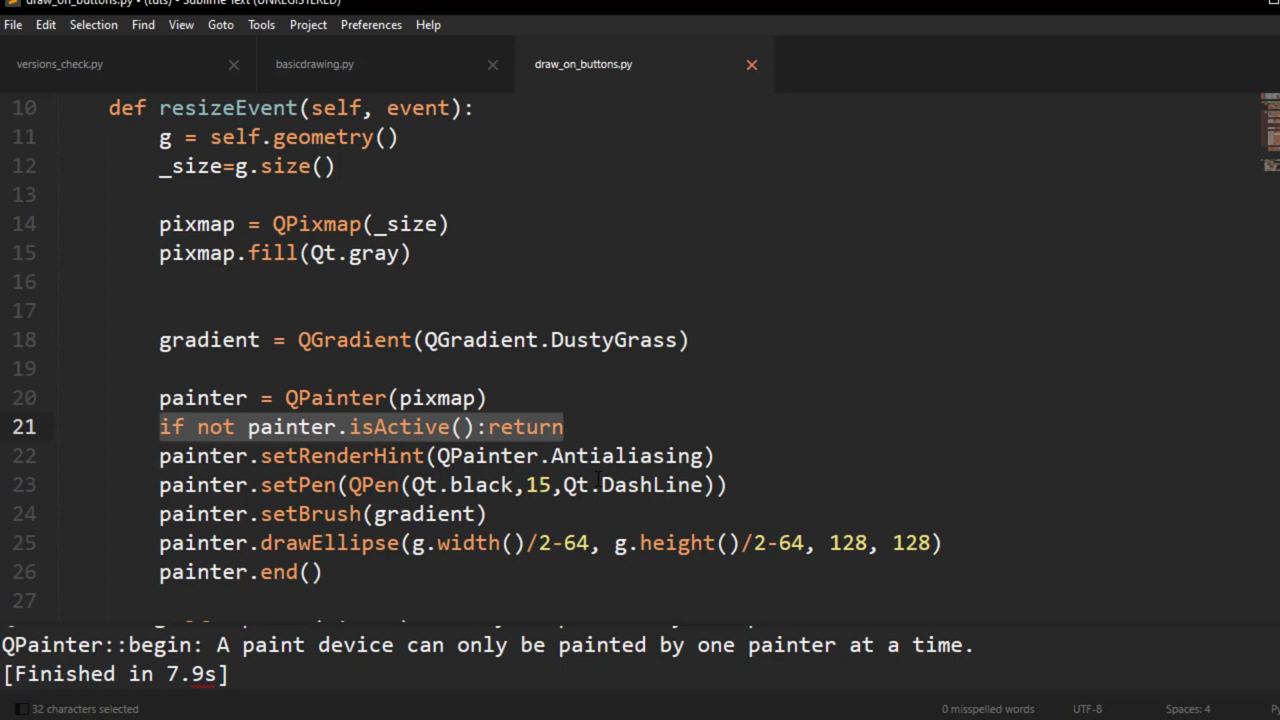 draw_on_buttons.py • (tuts) - Sublime Text (UNREGISTERED)
File Edit Selection Find View Goto Tools Project Preferences Help
versions_check.py basicdrawing.py draw_on_buttons.py
10 def resizeEvent(self, event):
11 g = self.geometry()
12 _size=g.size()
13
14 pixmap = QPixmap(_size)
15 pixmap.fill(Qt.gray)
16
17
18 gradient = QGradient(QGradient.DustyGrass)
19
20 painter = QPainter(pixmap)
21 if not painter.isActive():return
22 painter.setRenderHint(QPainter.Antialiasing)
23 painter.setPen(QPen(Qt.black,15,Qt.DashLine))
24 painter.setBrush(gradient)
25 painter.drawEllipse(g.width()/2-64, g.height()/2-64, 128, 128)
26 painter.end()
27
QPainter::begin: A paint device can only be painted by one painter at a time.
[Finished in 7.9s]
32 characters selected 0 misspelled words UTF-8 Spaces: 4